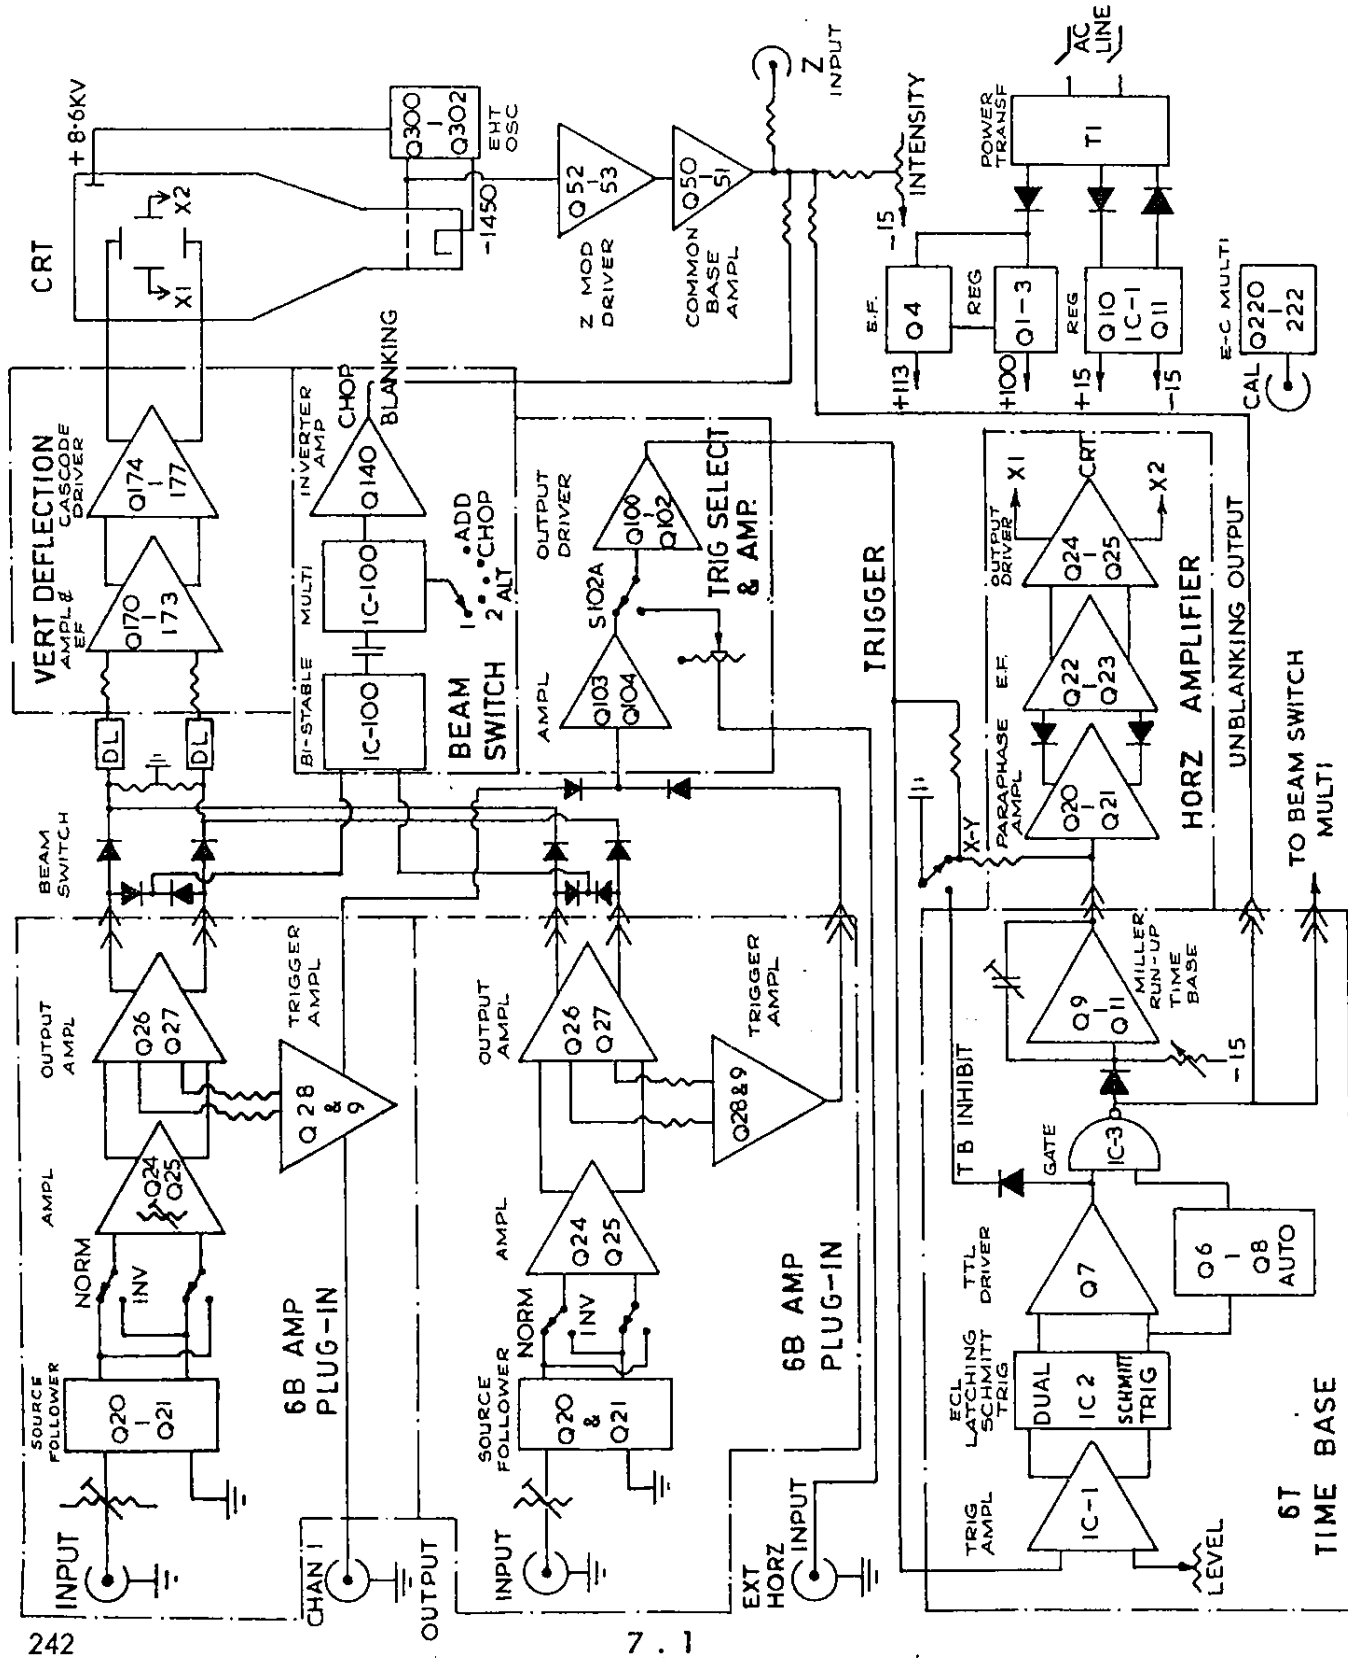 +8·6KV
CRT
X2
X1
Q300
I
Q302
EHT
OSC
-1450
Q52
I
53
Z MOD
DRIVER
Q50
I
51
COMMON
BASE
AMPL
Z
INPUT
INTENSITY
-15
AC
LINE
POWER
TRANSF
T1
E.F.
Q4
+113
REG
Q1-3
+100
REG
Q10
IC-1
Q11
+15
-15
E-C MULTI
Q220
I
222
CAL
VERT DEFLECTION
AMPL &
EF
CASCODE
DRIVER
Q170
I
173
Q174
I
177
DL
DL
BI-STABLE
MULTI
INVERTER
AMP
IC-100
IC-100
Q140
CHOP
BLANKING
1
ADD
CHOP
2 ALT
BEAM
SWITCH
AMPL
Q103
I
Q104
S102A
OUTPUT
DRIVER
Q100
I
Q102
TRIG SELECT
& AMP.
BEAM
SWITCH
SOURCE
FOLLOWER
Q20
I
Q21
INPUT
NORM
INV
AMPL
Q24
Q25
OUTPUT
AMPL
Q26
Q27
TRIGGER
AMPL
Q28
&
9
6B AMP
PLUG-IN
CHAN 1
OUTPUT
SOURCE
FOLLOWER
Q20
&
Q21
INPUT
NORM
INV
AMPL
Q24
Q25
OUTPUT
AMPL
Q26
Q27
TRIGGER
AMPL
Q28&9
6B AMP
PLUG-IN
EXT
HORZ
INPUT
TRIGGER
X-Y
PARAPHASE
AMPL
Q20
I
Q21
E.F.
Q22
I
Q23
OUTPUT
DRIVER
Q24
I
Q25
CRT
X1
X2
HORZ AMPLIFIER
UNBLANKING OUTPUT
TO BEAM SWITCH
MULTI
TRIG
AMPL
IC-1
LEVEL
ECL
LATCHING
SCHMITT
TRIG
DUAL
IC2
SCHMITT
TRIG
TTL
DRIVER
Q7
Q6
I
Q8
AUTO
GATE
IC-3
TB INHIBIT
Q9
I
Q11
MILLER
RUN-UP
TIME
BASE
-15
6T
TIME BASE
242
7.1